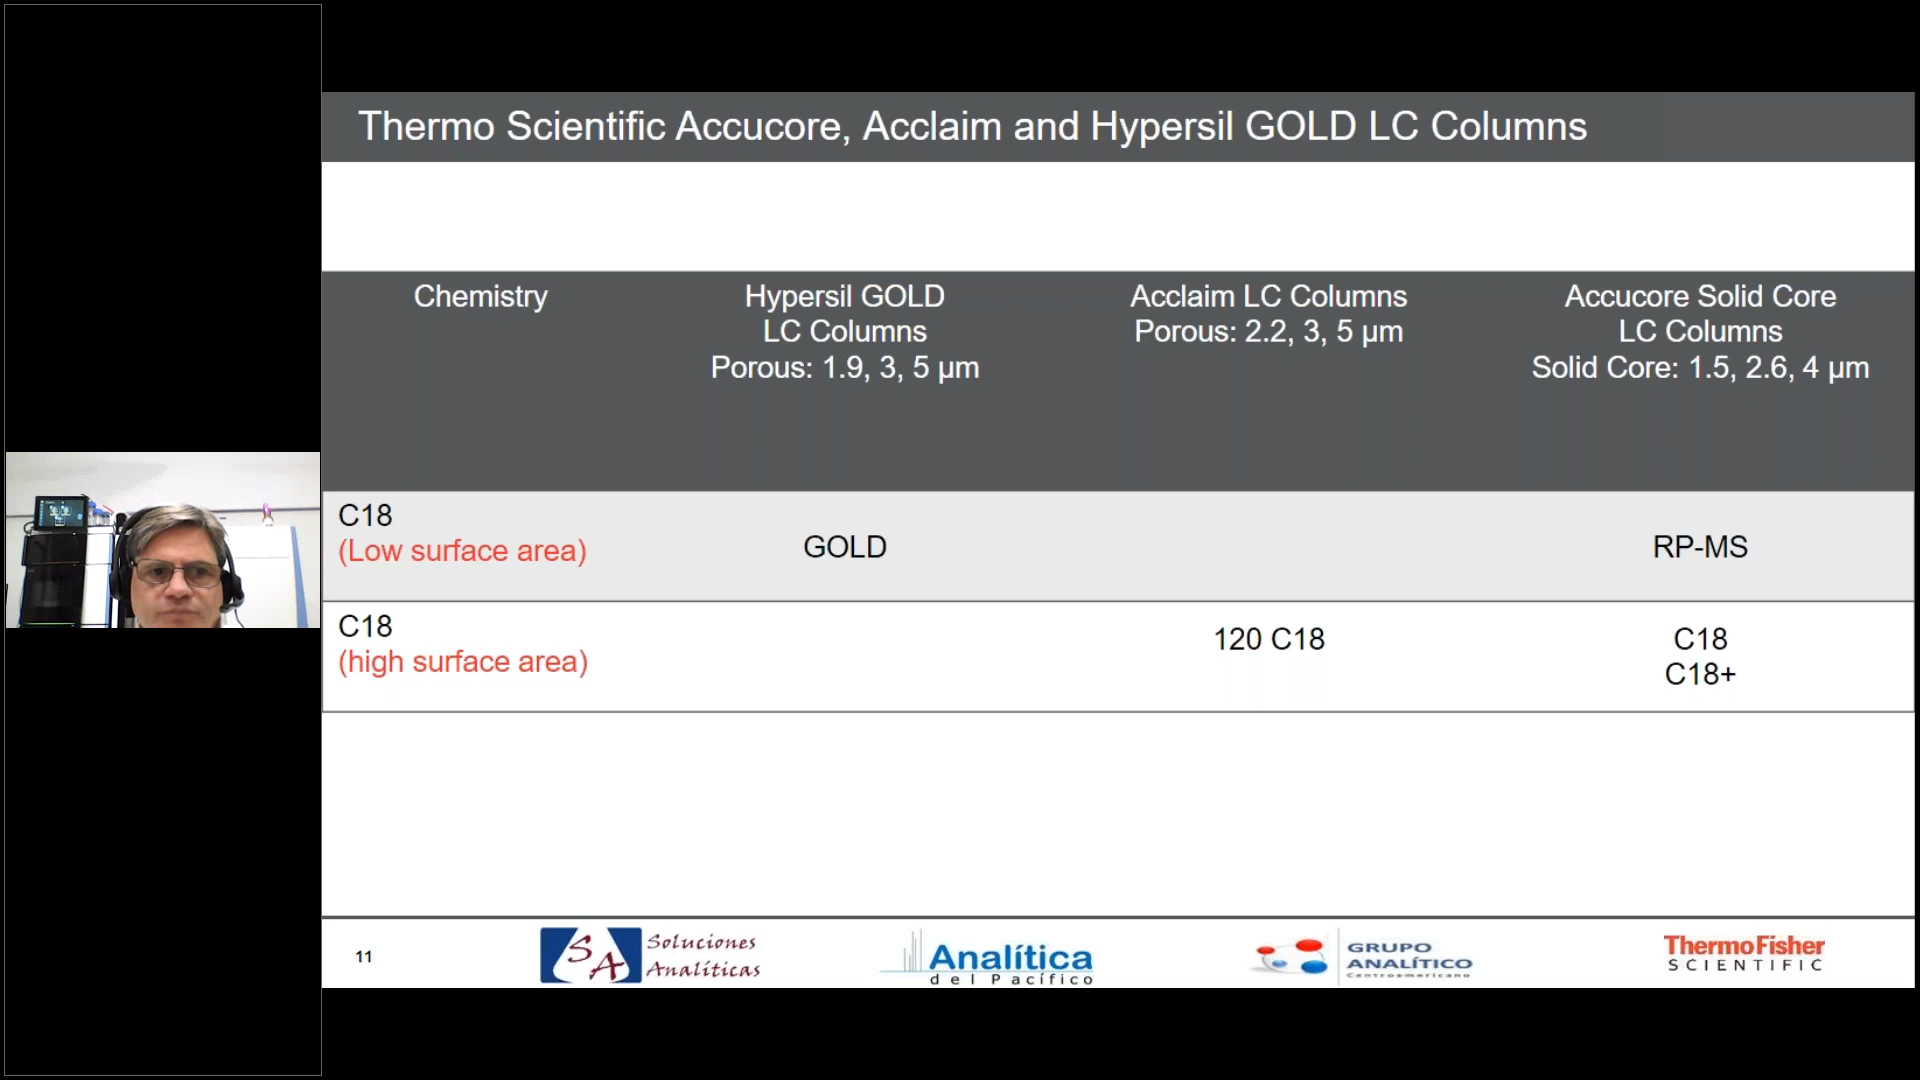 Thermo Scientific Accucore, Acclaim and Hypersil GOLD LC Columns
Chemistry
Hypersil GOLD
LC Columns
Porous: 1.9, 3, 5 µm
Acclaim LC Columns
Porous: 2.2, 3, 5 µm
Accucore Solid Core
LC Columns
Solid Core: 1.5, 2.6, 4 µm
C18
(Low surface area)
GOLD
RP-MS
C18
(high surface area)
120 C18
C18
C18+
11
SA
Soluciones
Analíticas
Analítica
del Pacífico
GRUPO
ANALÍTICO
Centroamericano
ThermoFisher
SCIENTIFIC